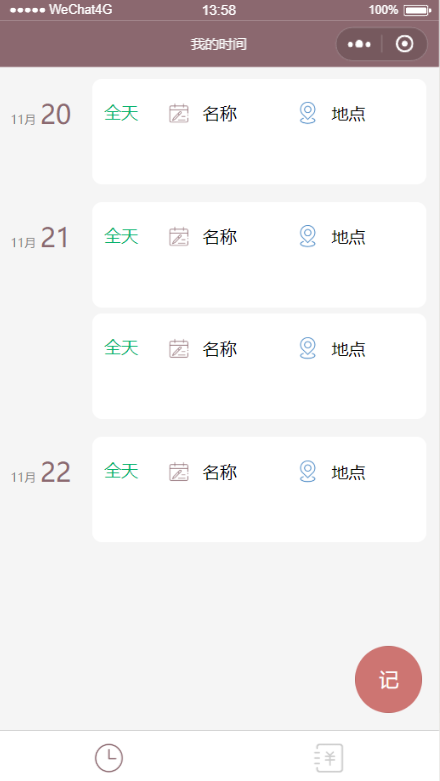 WeChat4G 13:58 100%
我的时间
11月 20 全天 名称 地点
11月 21 全天 名称 地点
全天 名称 地点
11月 22 全天 名称 地点
记
¥